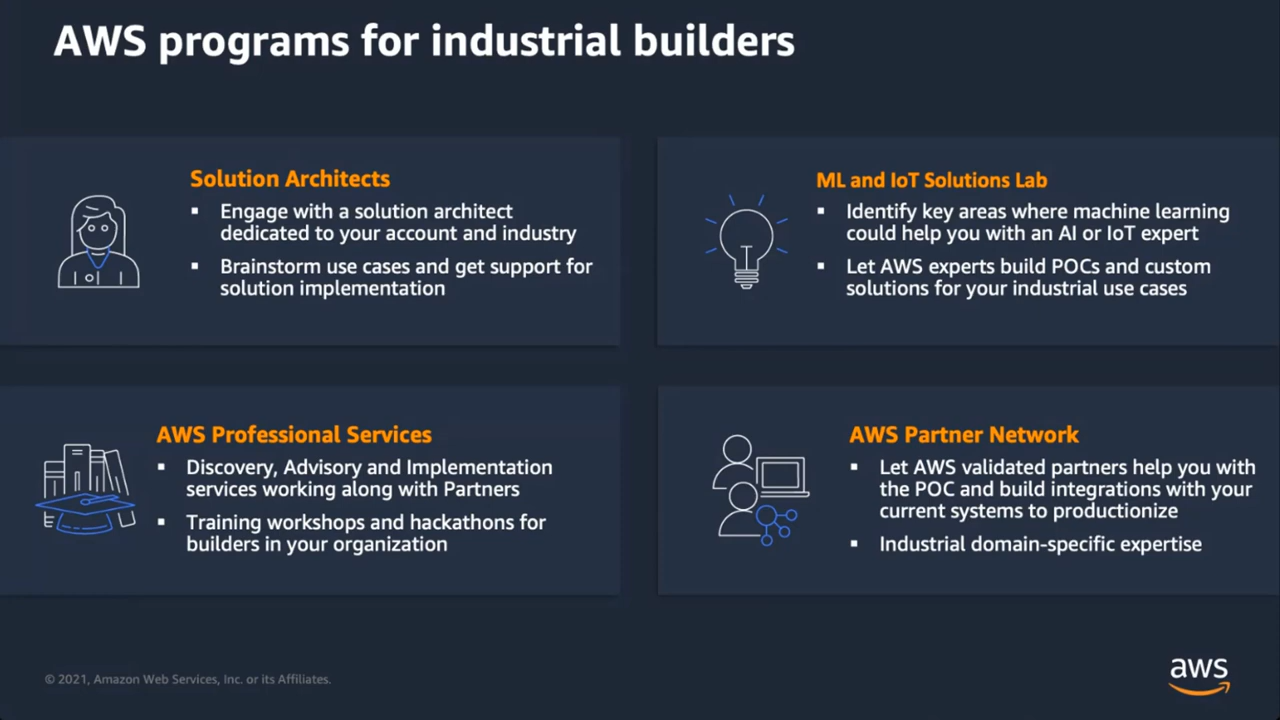 AWS programs for industrial builders
Solution Architects
▪ Engage with a solution architect
dedicated to your account and industry
▪ Brainstorm use cases and get support for
solution implementation
ML and IoT Solutions Lab
▪ Identify key areas where machine learning
could help you with an AI or IoT expert
▪ Let AWS experts build POCs and custom
solutions for your industrial use cases
AWS Professional Services
▪ Discovery, Advisory and Implementation
services working along with Partners
▪ Training workshops and hackathons for
builders in your organization
AWS Partner Network
▪ Let AWS validated partners help you with
the POC and build integrations with your
current systems to productionize
▪ Industrial domain-specific expertise
© 2021, Amazon Web Services, Inc. or its Affiliates.
aws